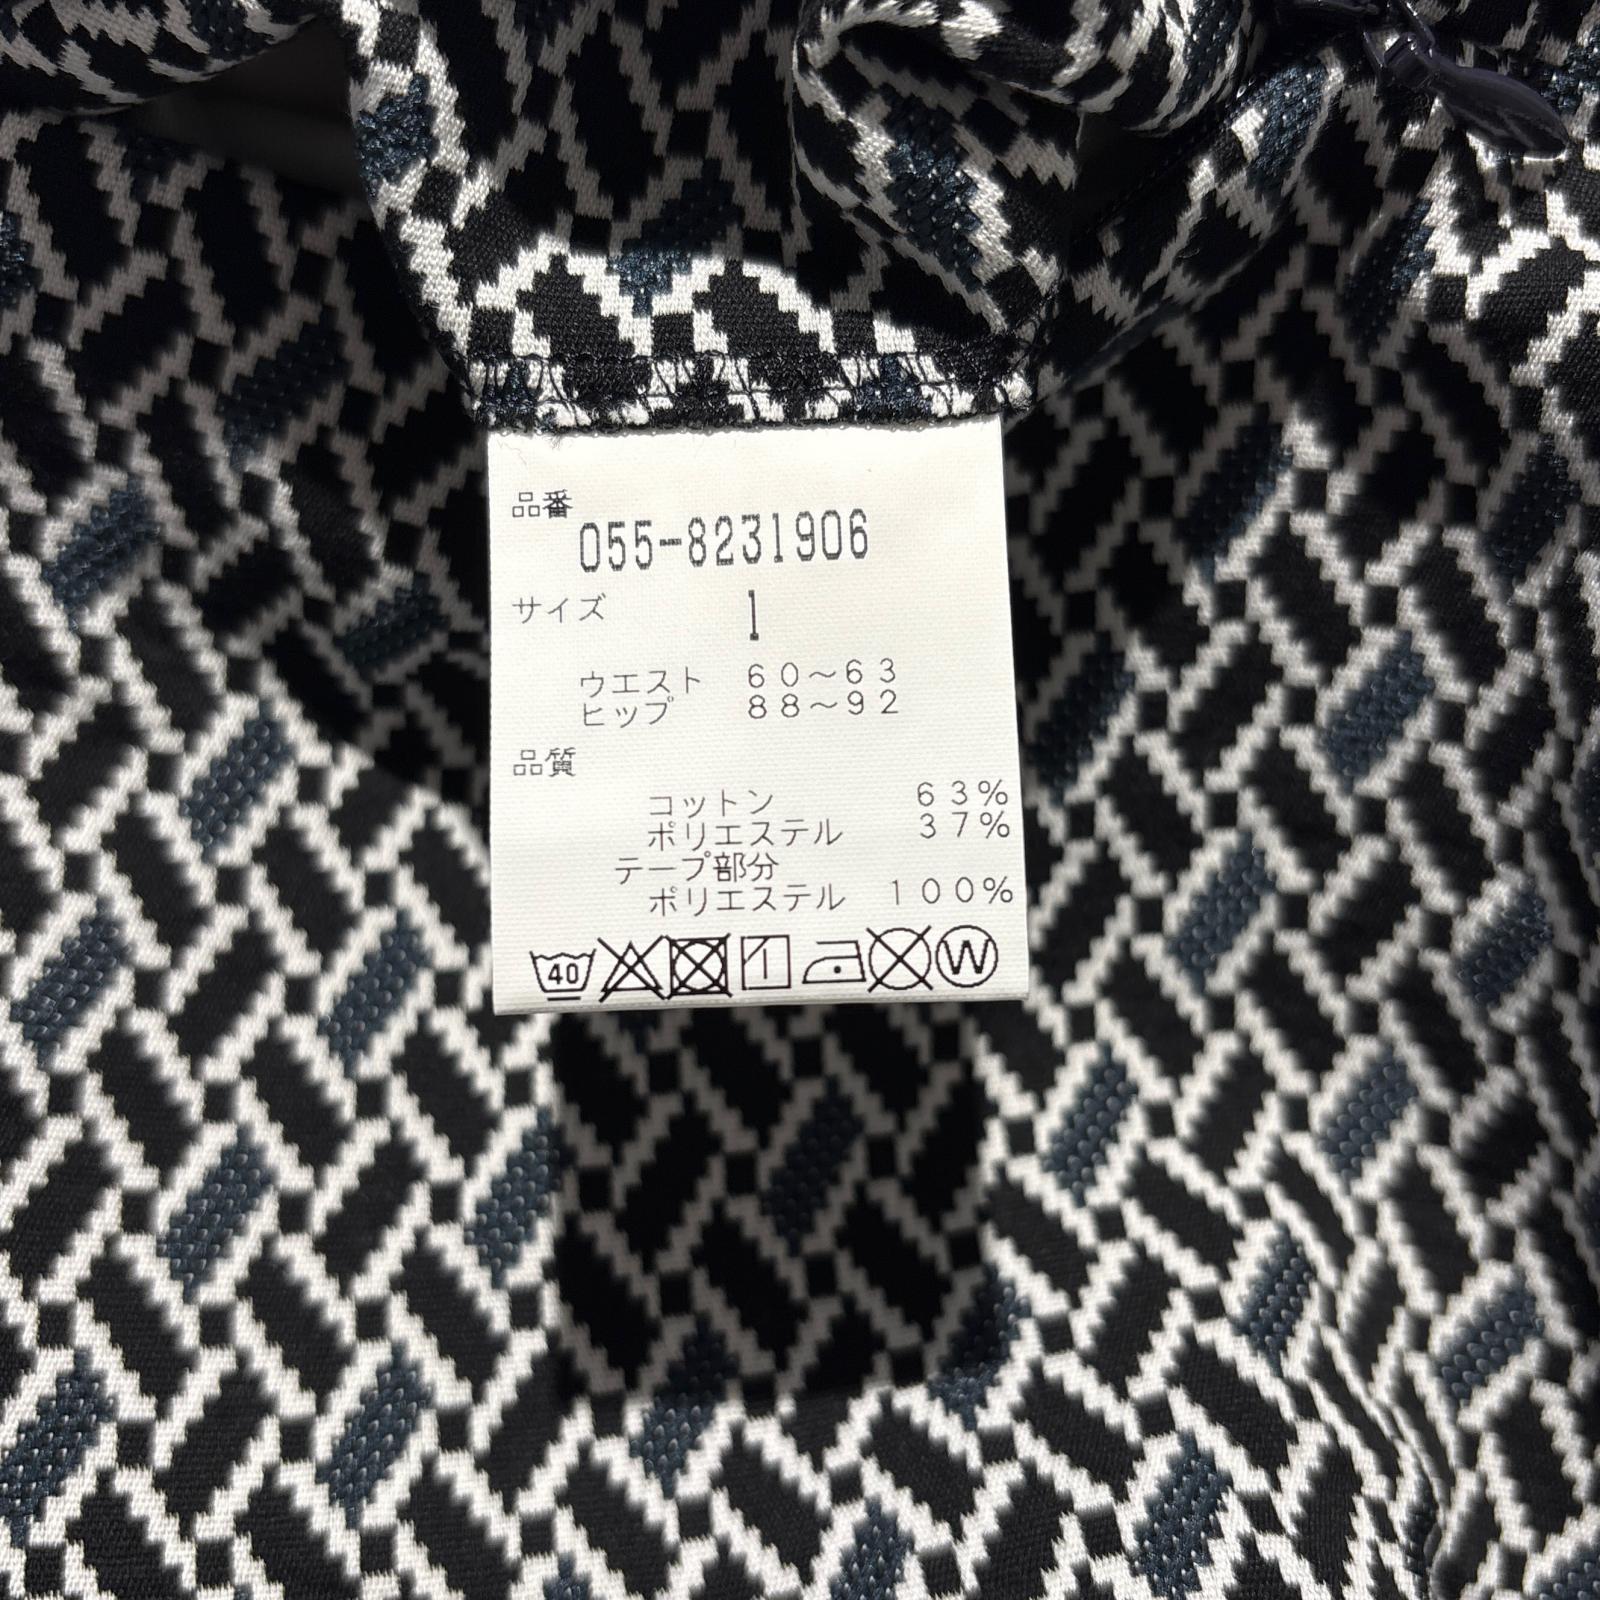 品番
055-8231906
サイズ 1
ウエスト 60～63
ヒップ 88～92
品質
コットン 63%
ポリエステル 37%
テープ部分
ポリエステル 100%
40 W